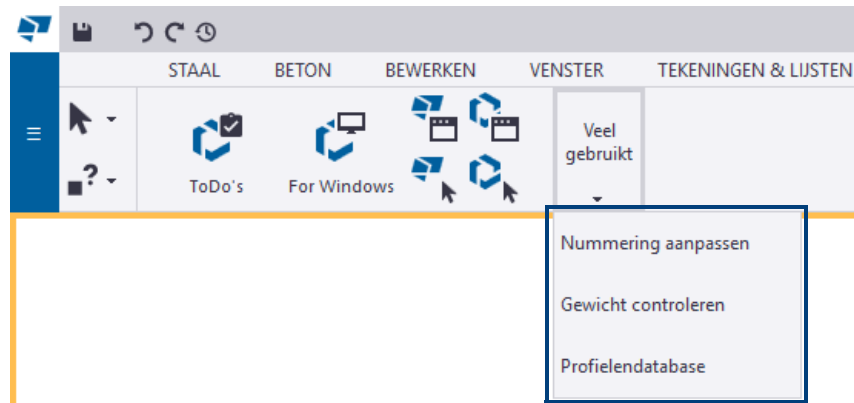 STAAL BETON BEWERKEN VENSTER TEKENINGEN & LIJSTEN
Veel
gebruikt
?
ToDo's For Windows
Nummering aanpassen
Gewicht controleren
Profielendatabase